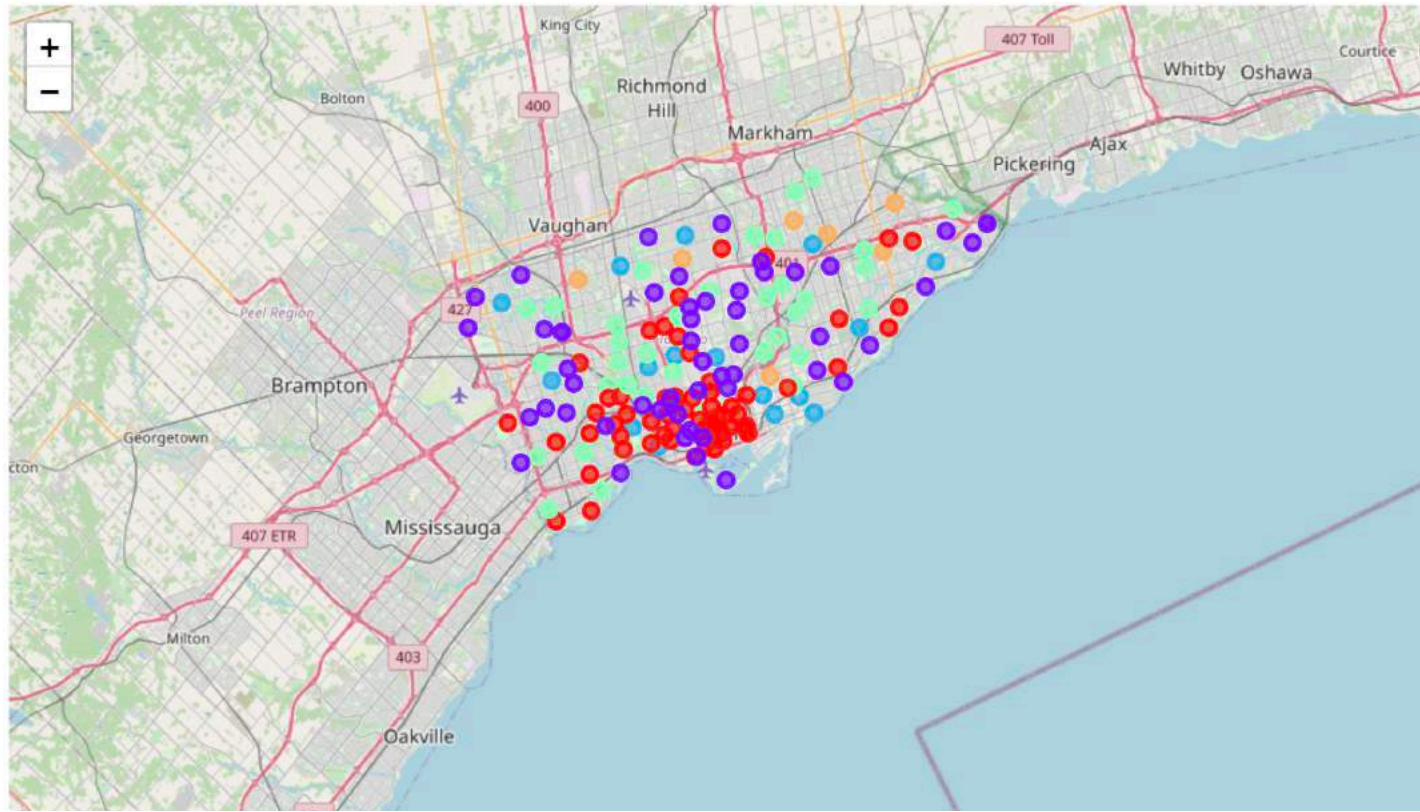 +
−
King City
407 Toll
Courtice
Whitby
Oshawa
Richmond
Hill
Bolton
400
Markham
Ajax
Pickering
Vaughan
401
427
Peel Region
Brampton
Georgetown
cton
Mississauga
407 ETR
Milton
403
Oakville